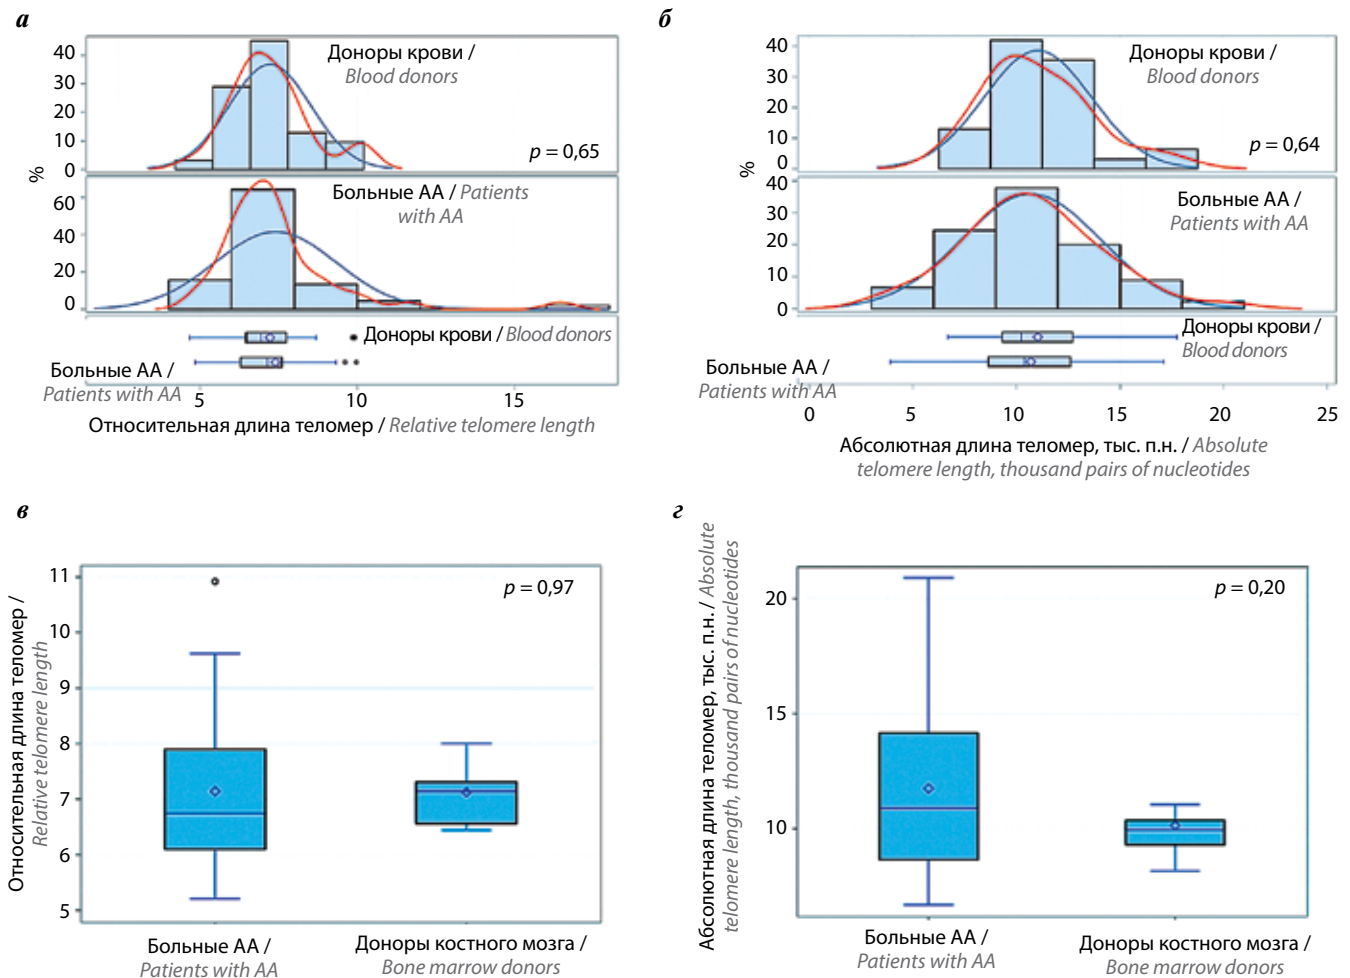 а
Доноры крови /
Blood donors
40
30
20
10
0
p = 0,65
%
Больные АА / Patients
with AA
60
40
20
0
Доноры крови / Blood donors
Больные АА /
Patients with AA
5
10
15
Относительная длина теломер / Relative telomere length
б
Доноры крови /
Blood donors
40
30
20
10
0
p = 0,64
%
Больные АА /
Patients with AA
40
30
20
10
0
Доноры крови /
Blood donors
Больные АА /
Patients with AA
0
5
10
15
20
25
Абсолютная длина теломер, тыс. п.н. / Absolute
telomere length, thousand pairs of nucleotides
в
Относительная длина теломер /
Relative telomere length
11
10
9
8
7
6
5
p = 0,97
Больные АА /
Patients with AA
Доноры костного мозга /
Bone marrow donors
г
Абсолютная длина теломер, тыс. п.н. / Absolute
telomere length, thousand pairs of nucleotides
20
15
10
p = 0,20
Больные АА /
Patients with AA
Доноры костного мозга /
Bone marrow donors